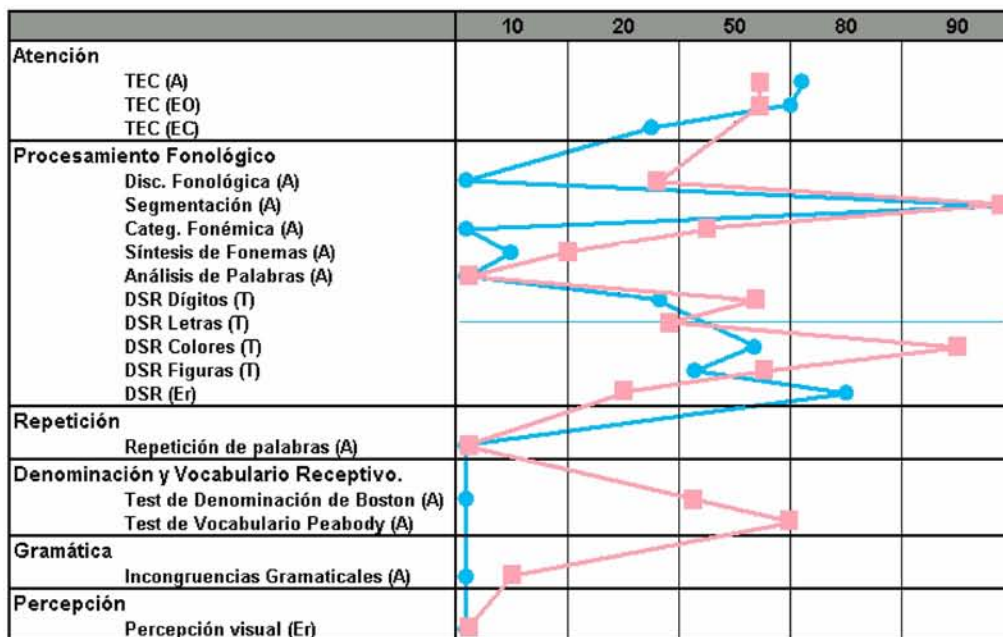 10 20 50 80 90
Atención
TEC (A)
TEC (EO)
TEC (EC)
Procesamiento Fonológico
Disc. Fonológica (A)
Segmentación (A)
Categ. Fonémica (A)
Síntesis de Fonemas (A)
Análisis de Palabras (A)
DSR Dígitos (T)
DSR Letras (T)
DSR Colores (T)
DSR Figuras (T)
DSR (Er)
Repetición
Repetición de palabras (A)
Denominación y Vocabulario Receptivo.
Test de Denominación de Boston (A)
Test de Vocabulario Peabody (A)
Gramática
Incongruencias Gramaticales (A)
Percepción
Percepción visual (Er)